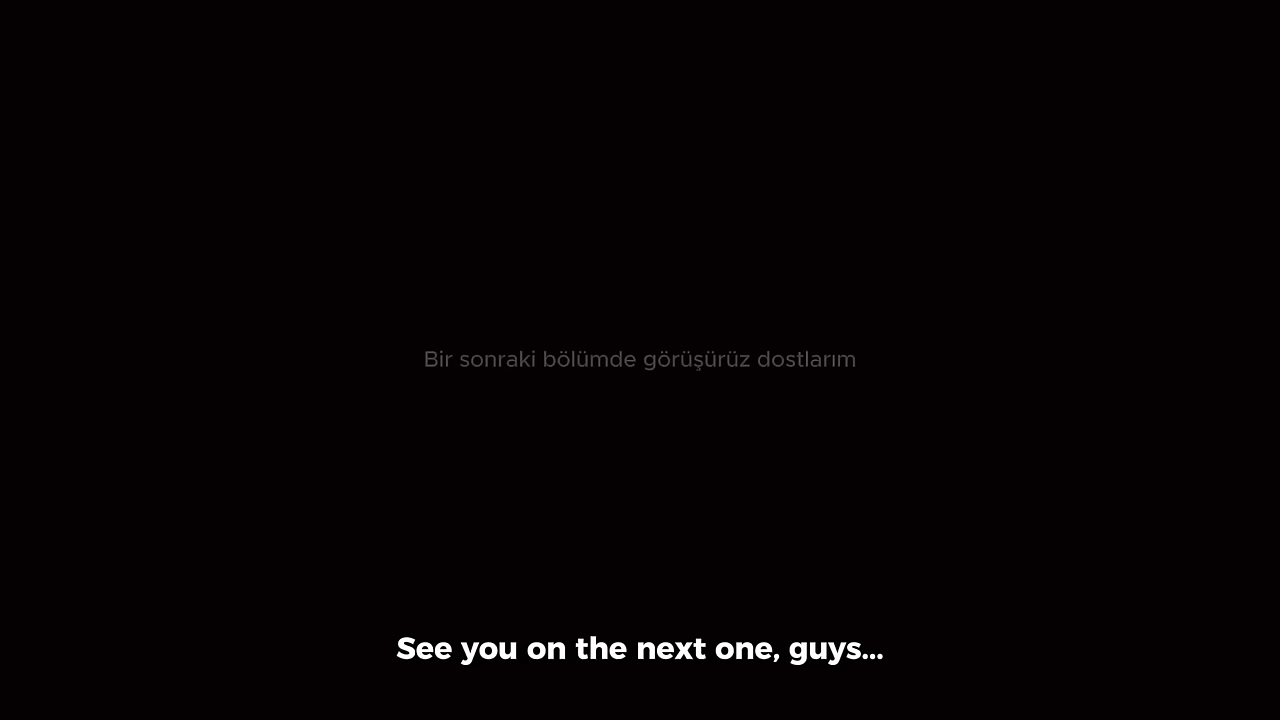 Bir sonraki bölümde görüşürüz dostlarım
See you on the next one, guys...